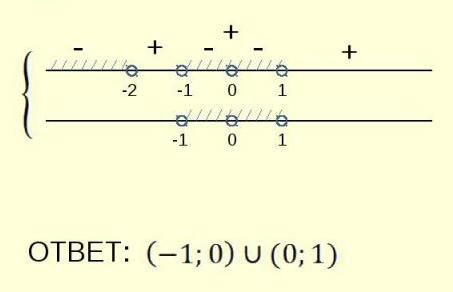 +
- + - - +
-2 -1 0 1
-1 0 1
ОТВЕТ: (−1; 0) ∪ (0; 1)